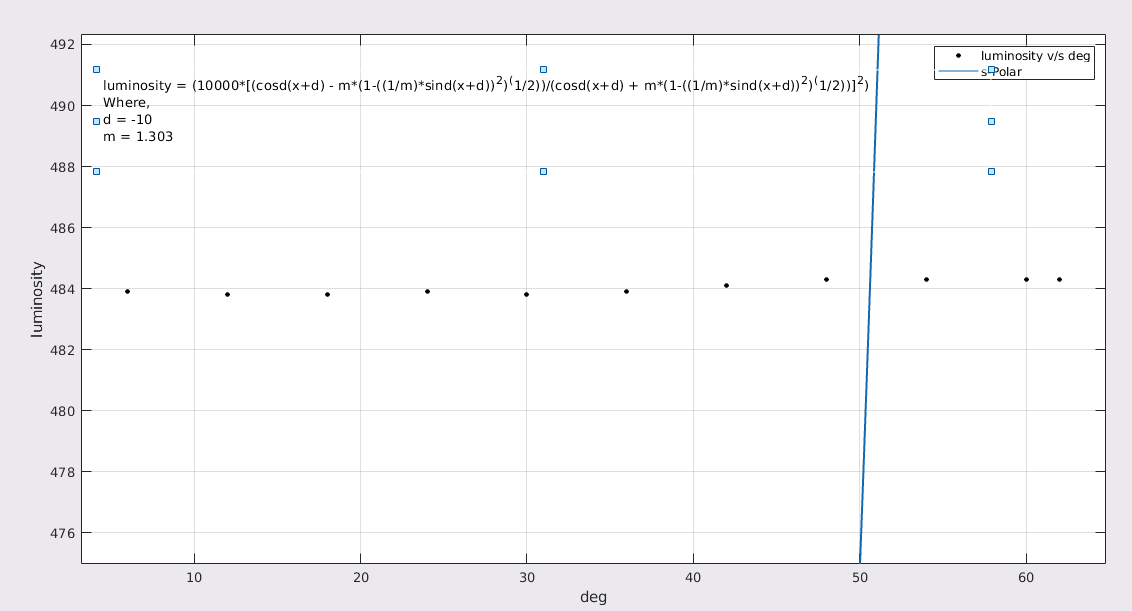 492
490
488
486
484
482
480
478
476
luminosity
luminosity v/s deg
s-Polar
luminosity = (10000*[(cosd(x+d) - m*(1-((1/m)*sind(x+d))²)⁽1/2))/(cosd(x+d) + m*(1-((1/m)*sind(x+d))²)⁽1/2))]²)
Where,
d = -10
m = 1.303
10 20 30 40 50 60
deg